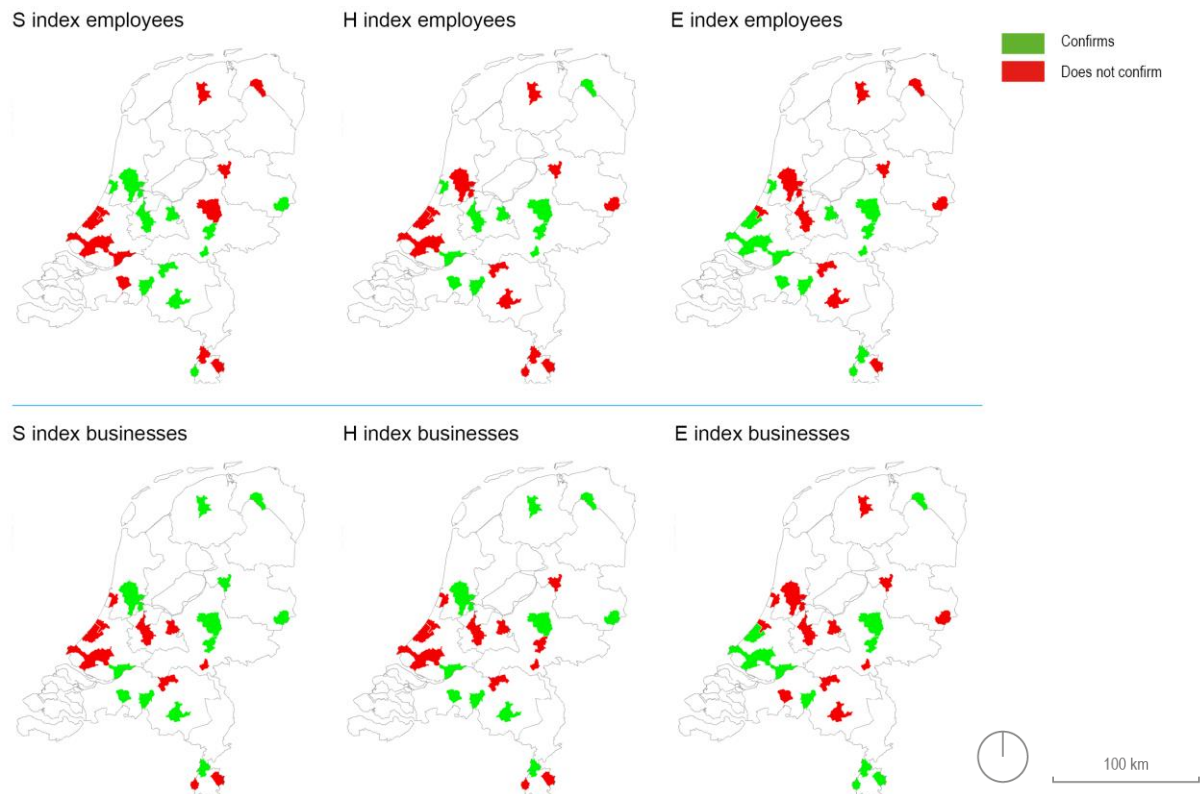 S index employees
H index employees
E index employees
Confirms
Does not confirm
S index businesses
H index businesses
E index businesses
100 km